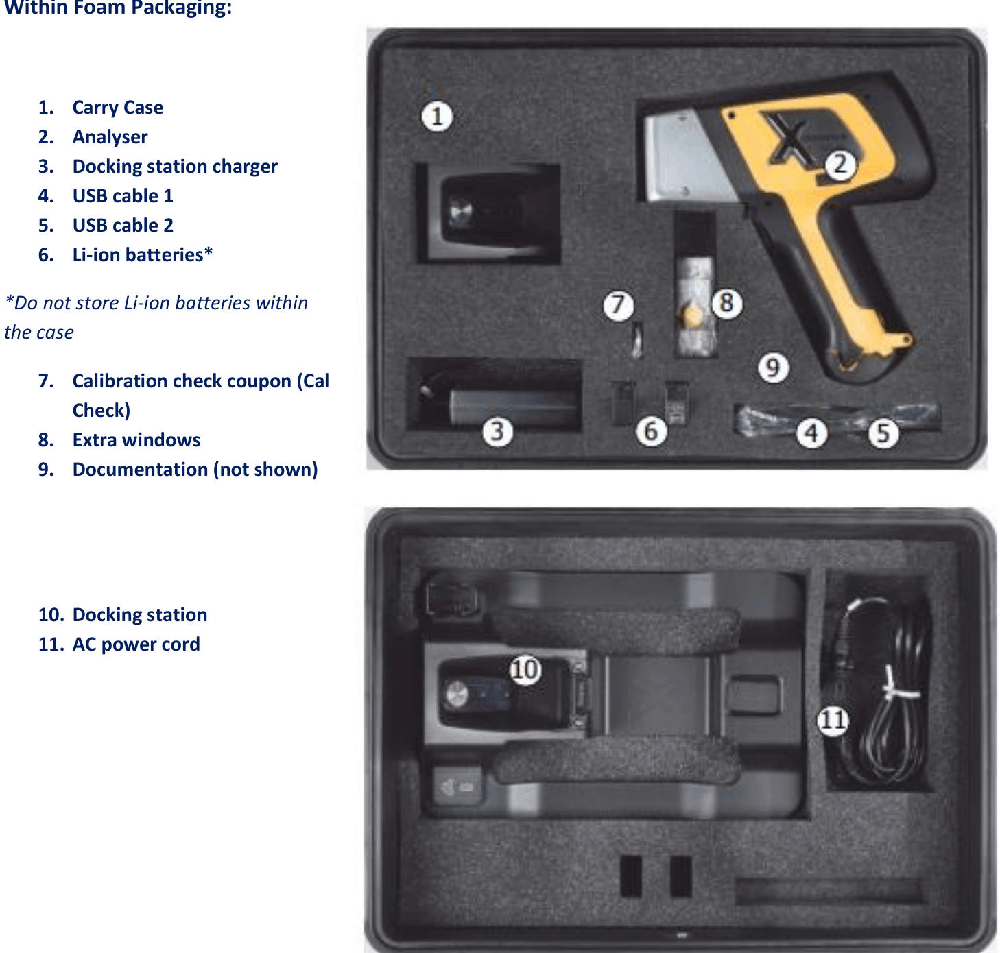 Within Foam Packaging:
1. Carry Case
2. Analyser
3. Docking station charger
4. USB cable 1
5. USB cable 2
6. Li-ion batteries*
*Do not store Li-ion batteries within
the case
7. Calibration check coupon (Cal
Check)
8. Extra windows
9. Documentation (not shown)
10. Docking station
11. AC power cord
1
X
2
7
8
9
3
6
4
5
10
11